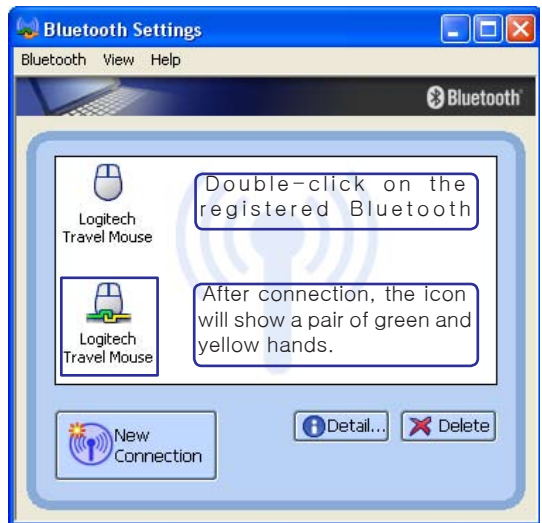 Bluetooth Settings
Bluetooth View Help
Bluetooth
Logitech
Travel Mouse
Double-click on the
registered Bluetooth
Logitech
Travel Mouse
After connection, the icon
will show a pair of green and
yellow hands.
New
Connection
Detail...
Delete